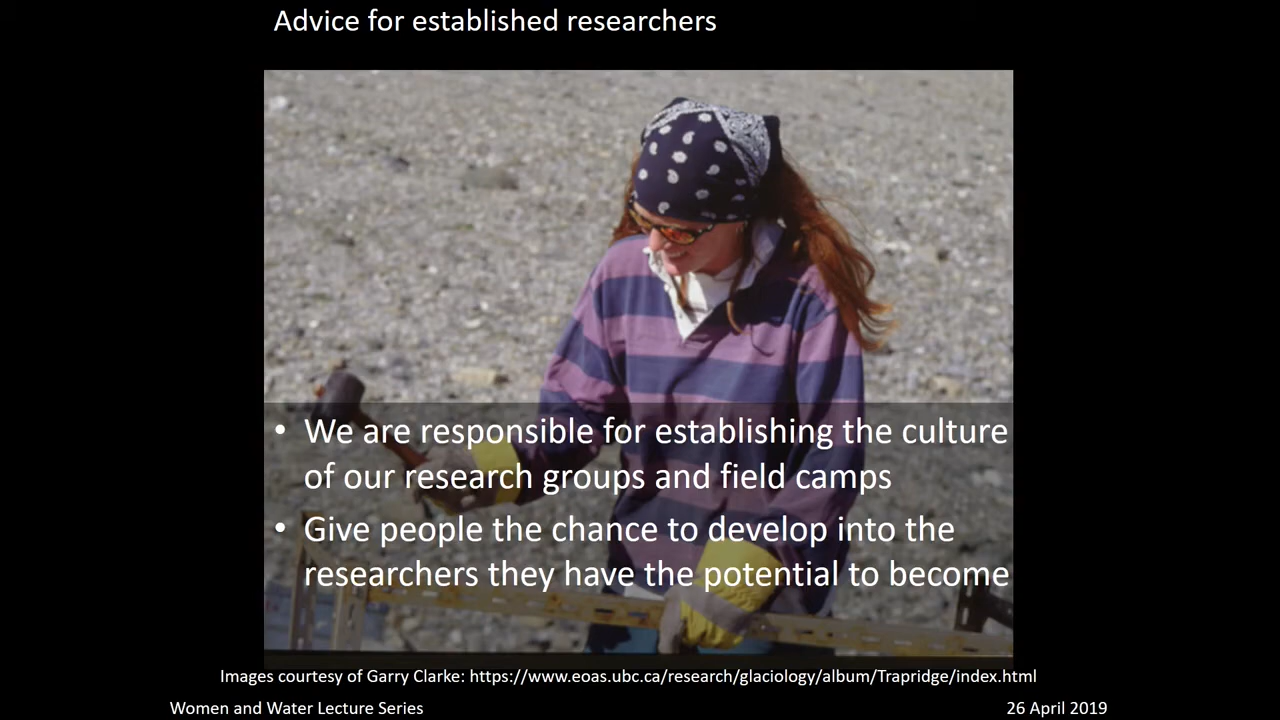 Advice for established researchers
• We are responsible for establishing the culture
of our research groups and field camps
• Give people the chance to develop into the
researchers they have the potential to become
Images courtesy of Garry Clarke: https://www.eoas.ubc.ca/research/glaciology/album/Trapridge/index.html
Women and Water Lecture Series
26 April 2019